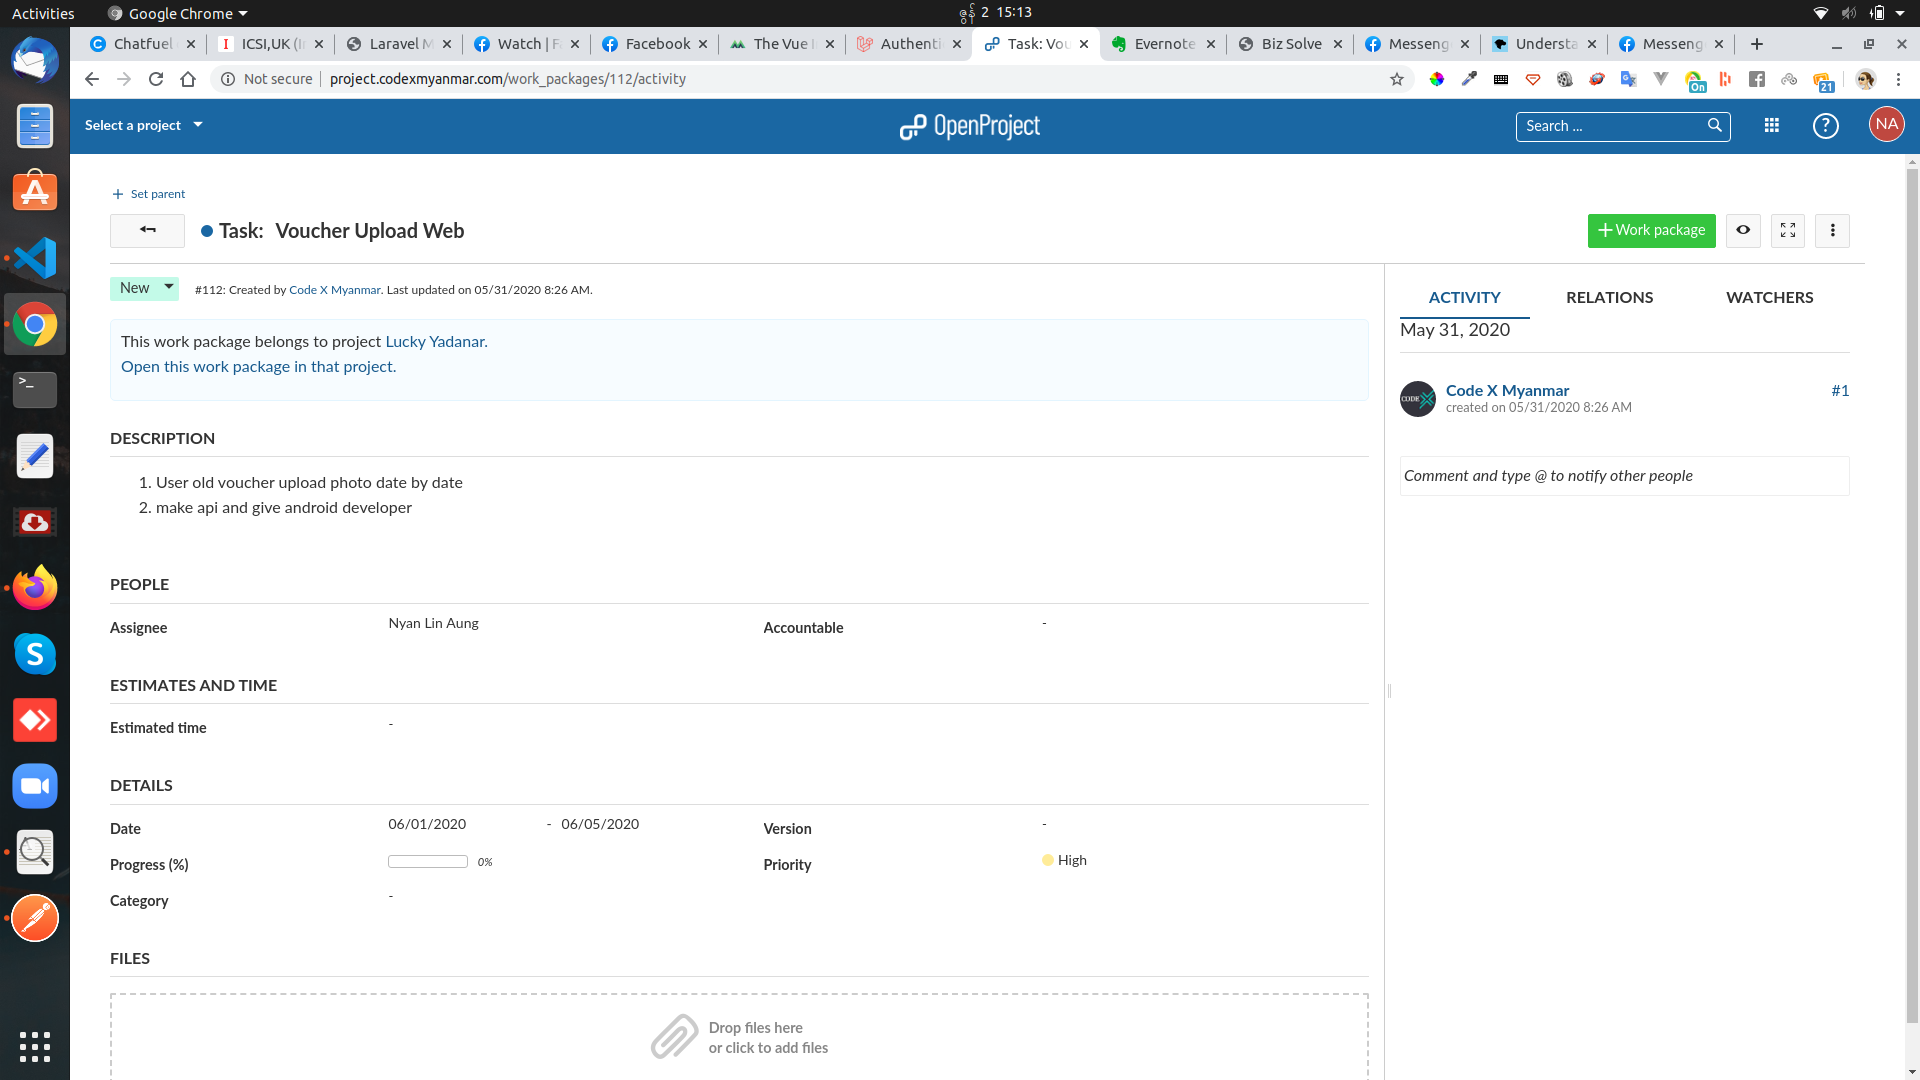 Activities
Google Chrome
ဇွန် 2 15:13
Chatfuel
ICSI,UK (I
Laravel M
Watch | F
Facebook
The Vue I
Authenti
Task: Vou
Evernote
Biz Solve
Messeng
Understa
Messeng
Not secure
project.codexmyanmar.com/work_packages/112/activity
On
21
Select a project
OpenProject
Search ...
?
NA
Set parent
Task: Voucher Upload Web
Work package
New
#112: Created by Code X Myanmar. Last updated on 05/31/2020 8:26 AM.
This work package belongs to project Lucky Yadanar.
Open this work package in that project.
DESCRIPTION
1. User old voucher upload photo date by date
2. make api and give android developer
PEOPLE
Assignee
Nyan Lin Aung
Accountable
-
ESTIMATES AND TIME
Estimated time
-
DETAILS
Date
06/01/2020 - 06/05/2020
Version
-
Progress (%)
0%
Priority
High
Category
-
FILES
Drop files here
or click to add files
ACTIVITY
RELATIONS
WATCHERS
May 31, 2020
CODE X
Code X Myanmar
#1
created on 05/31/2020 8:26 AM
Comment and type @ to notify other people